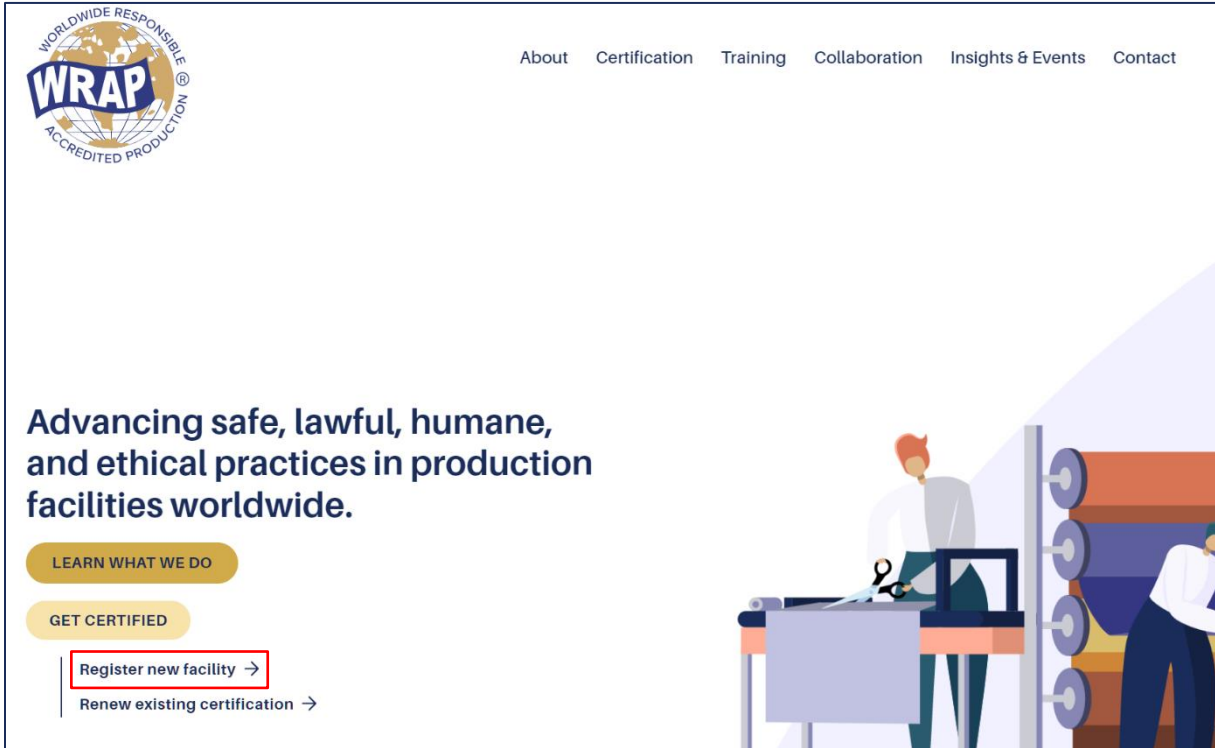 WORLDWIDE RESPONSIBLE
WRAP ®
ACCREDITED PRODUCTION
About Certification Training Collaboration Insights & Events Contact
Advancing safe, lawful, humane,
and ethical practices in production
facilities worldwide.
LEARN WHAT WE DO
GET CERTIFIED
Register new facility →
Renew existing certification →